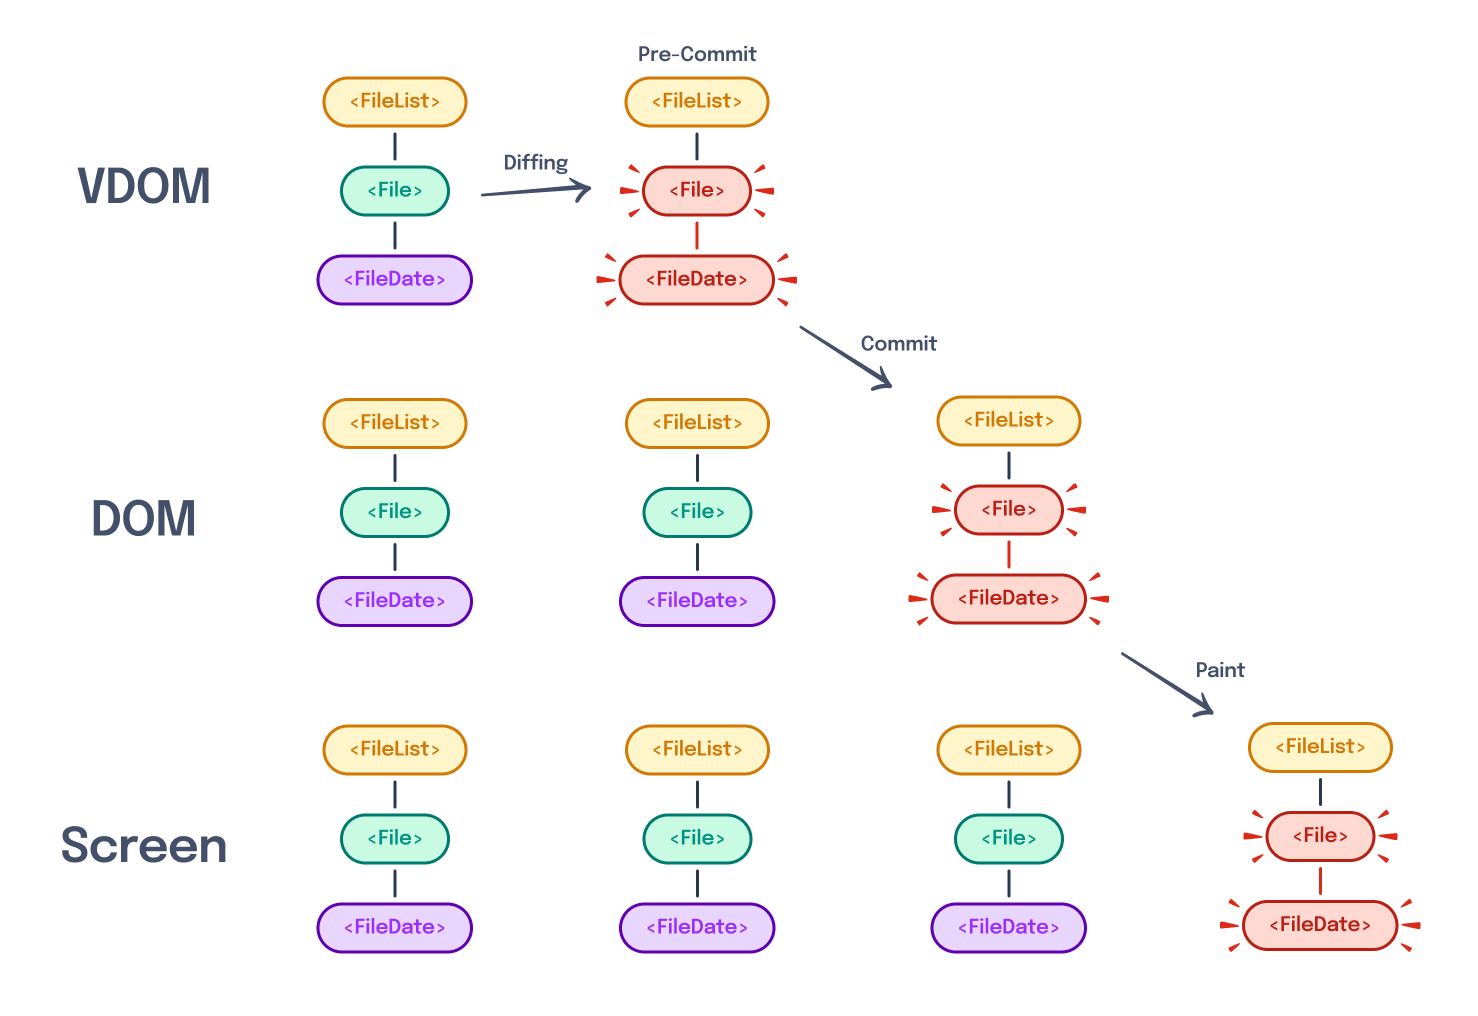 Pre-Commit
<FileList> <FileList>
VDOM <File> Diffing <File>
<FileDate> <FileDate>
Commit
<FileList> <FileList> <FileList>
DOM <File> <File> <File>
<FileDate> <FileDate> <FileDate>
Paint
<FileList> <FileList> <FileList> <FileList>
Screen <File> <File> <File> <File>
<FileDate> <FileDate> <FileDate> <FileDate>